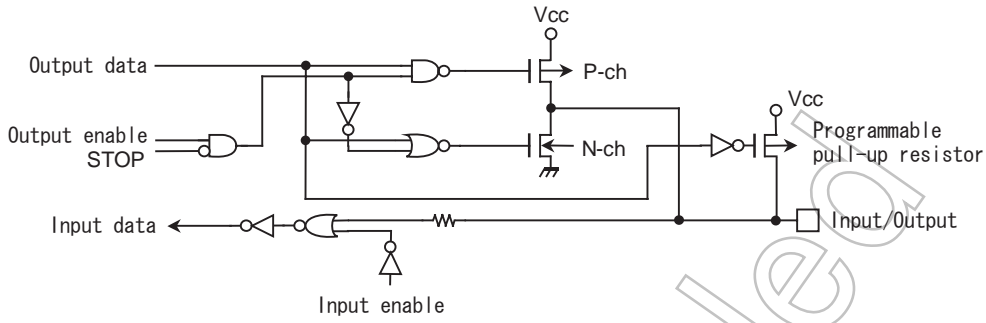 Vcc
Output data
P-ch
Vcc
Output enable
STOP
N-ch
Programmable
pull-up resistor
Input data
Input/Output
Input enable
led